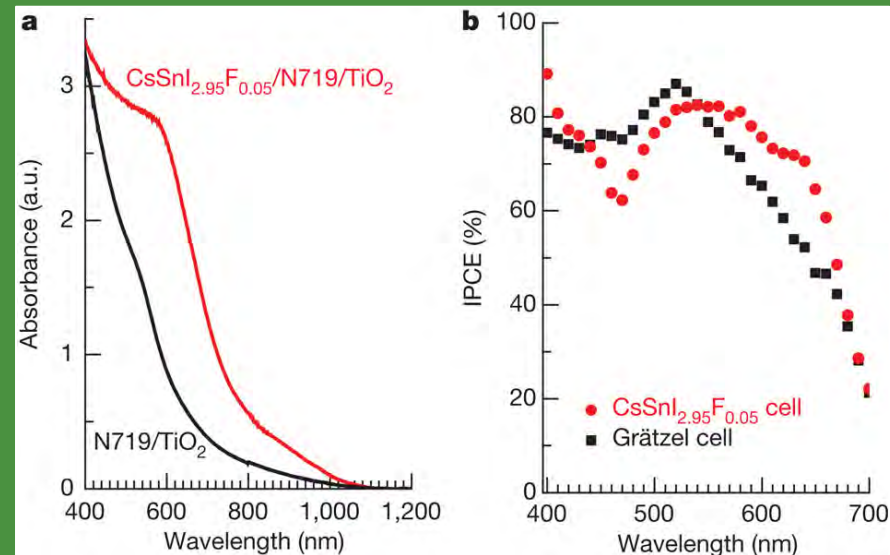 a
CsSnI₂.₉₅F₀.₀₅/N719/TiO₂
N719/TiO₂
3
2
1
0
400
600
800
1,000
1,200
Absorbance (a.u.)
Wavelength (nm)
b
100
80
60
40
20
0
400
500
600
700
IPCE (%)
CsSnI₂.₉₅F₀.₀₅ cell
Grätzel cell
Wavelength (nm)